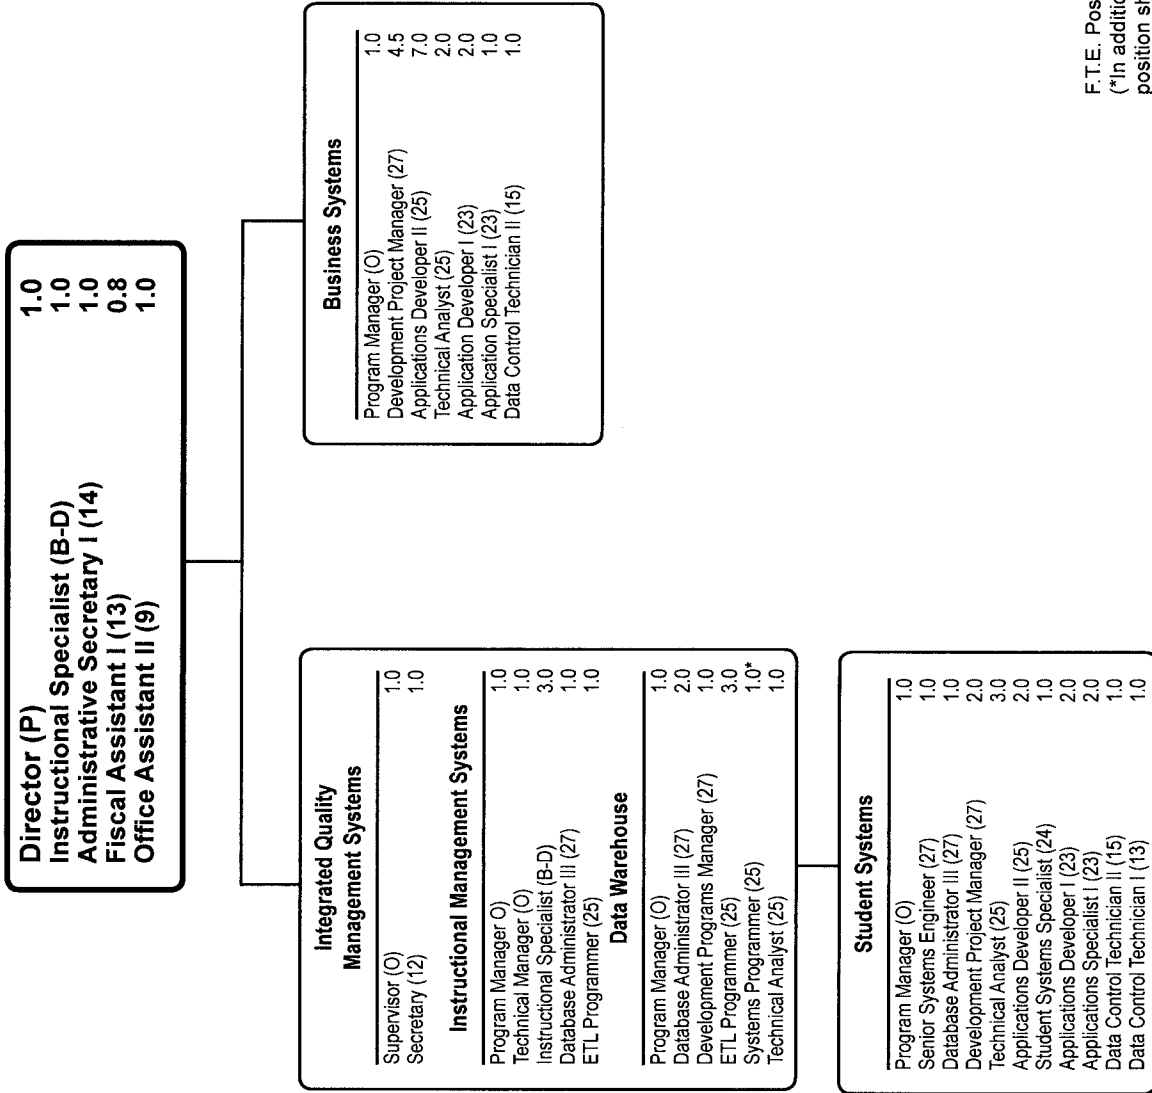 Director (P) 1.0
Instructional Specialist (B-D) 1.0
Administrative Secretary I (14) 1.0
Fiscal Assistant I (13) 0.8
Office Assistant II (9) 1.0
Integrated Quality
Management Systems
Supervisor (O) 1.0
Secretary (12) 1.0
Instructional Management Systems
Program Manager O) 1.0
Technical Manager (O) 1.0
Instructional Specialist (B-D) 3.0
Database Administrator III (27) 1.0
ETL Programmer (25) 1.0
Data Warehouse
Program Manager (O) 1.0
Database Administrator III (27) 2.0
Development Programs Manager (27) 1.0
ETL Programmer (25) 3.0
Systems Programmer (25) 1.0*
Technical Analyst (25) 1.0
Student Systems
Program Manager (O) 1.0
Senior Systems Engineer (27) 1.0
Database Administrator III (27) 1.0
Development Project Manager (27) 2.0
Technical Analyst (25) 3.0
Applications Developer II (25) 2.0
Student Systems Specialist (24) 1.0
Applications Developer I (23) 2.0
Applications Specialist I (23) 2.0
Data Control Technician II (15) 1.0
Data Control Technician I (13) 1.0
Business Systems
Program Manager (O) 1.0
Development Project Manager (27) 4.5
Applications Developer II (25) 7.0
Technical Analyst (25) 2.0
Application Developer I (23) 2.0
Application Specialist I (23) 1.0
Data Control Technician II (15) 1.0
F.T.E. Pos
(*In additio
position sh